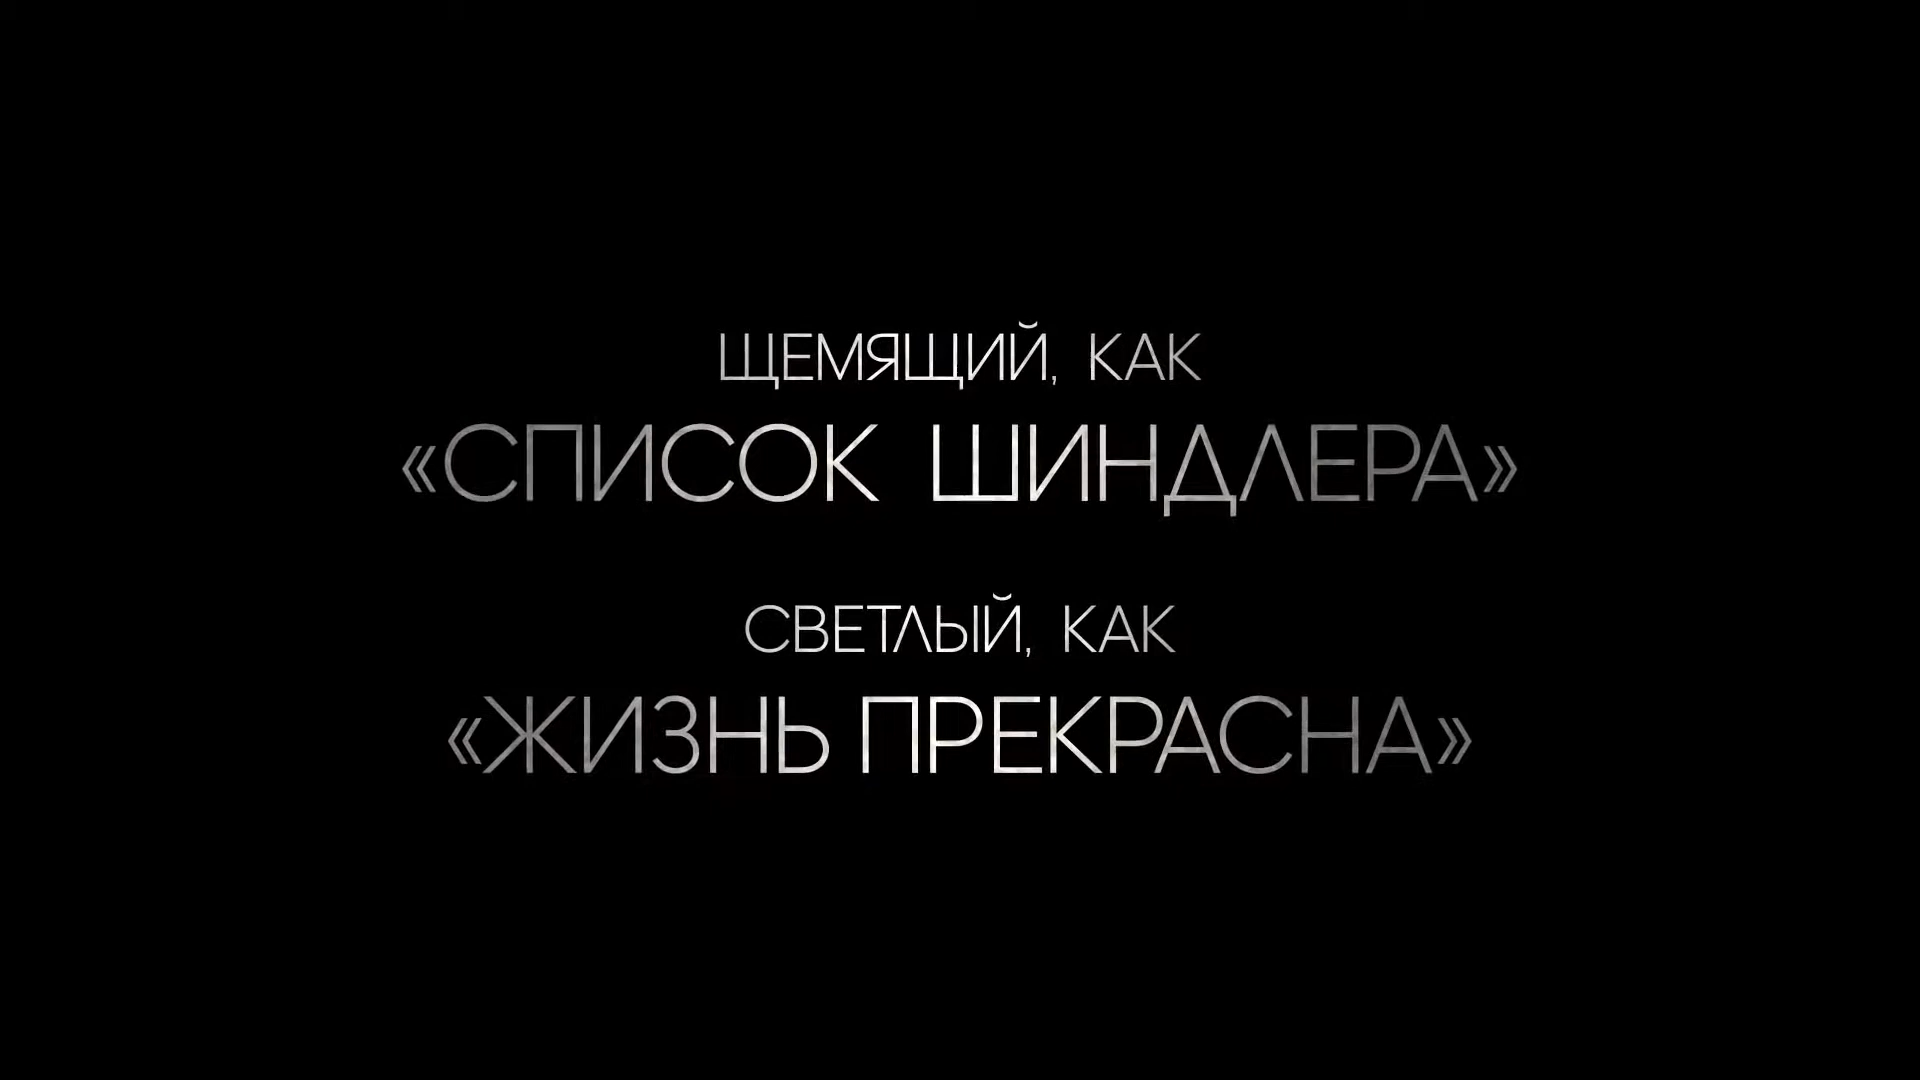 ЩЕМЯЩИЙ, КАК
«СПИСОК ШИНДЛЕРА»
СВЕТЛЫЙ, КАК
«ЖИЗНЬ ПРЕКРАСНА»